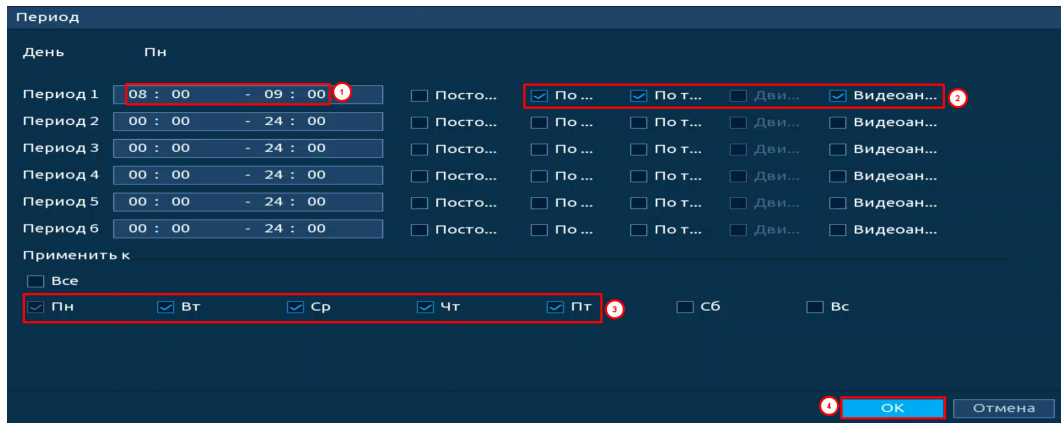 Период
День Пн
Период 1 08 : 00 - 09 : 00 1 Посто... По ... По т... Дви... Видеоан... 2
Период 2 00 : 00 - 24 : 00 Посто... По ... По т... Дви... Видеоан...
Период 3 00 : 00 - 24 : 00 Посто... По ... По т... Дви... Видеоан...
Период 4 00 : 00 - 24 : 00 Посто... По ... По т... Дви... Видеоан...
Период 5 00 : 00 - 24 : 00 Посто... По ... По т... Дви... Видеоан...
Период 6 00 : 00 - 24 : 00 Посто... По ... По т... Дви... Видеоан...
Применить к
Все
Пн Вт Ср Чт Пт 3 Сб Вс
4 OK Отмена